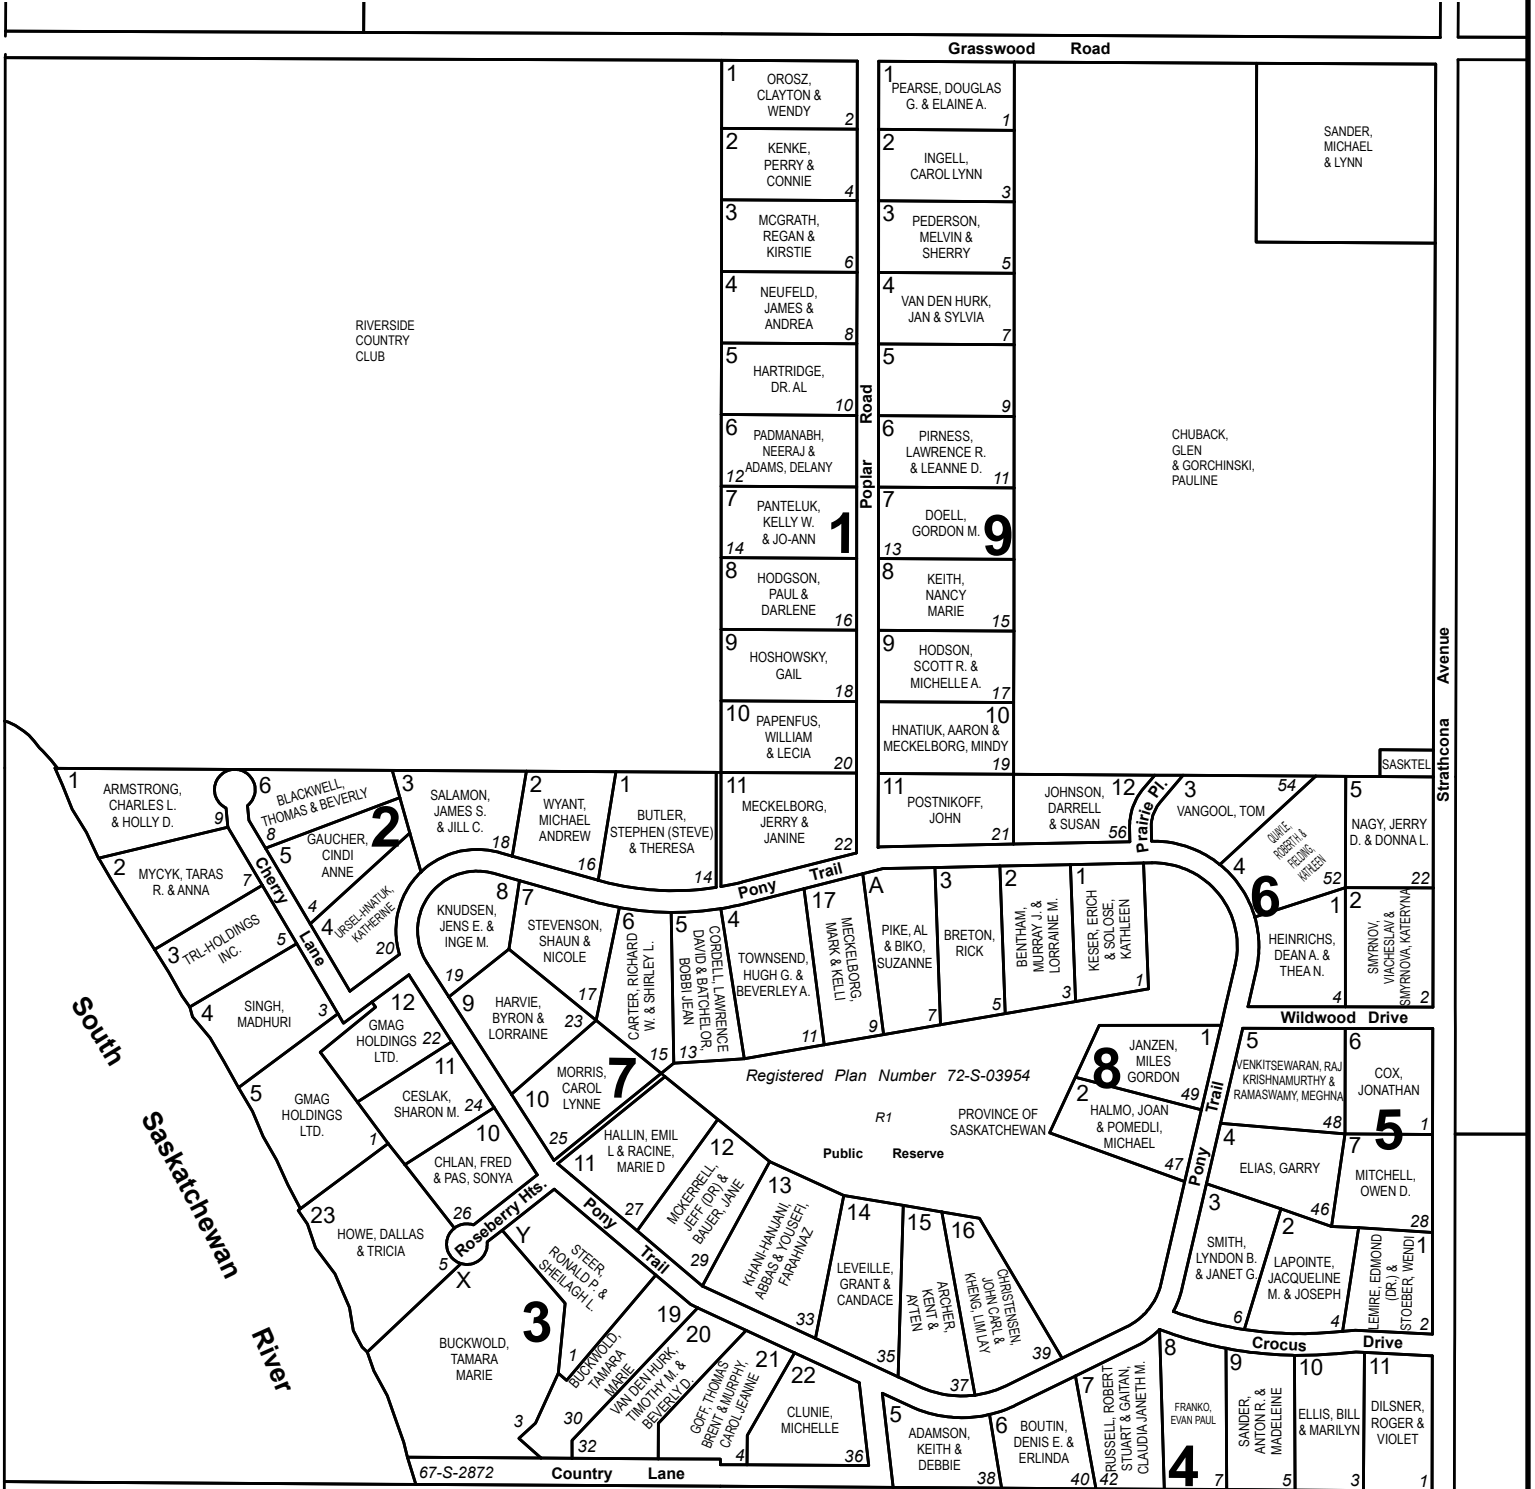 Grasswood Road
1
OROSZ,
CLAYTON &
WENDY
2
2
KENKE,
PERRY &
CONNIE
4
3
MCGRATH,
REGAN &
KIRSTIE
6
4
NEUFELD,
JAMES &
ANDREA
8
5
HARTRIDGE,
DR. AL
10
6
PADMANABH,
NEERAJ &
ADAMS, DELANY
12
7
PANTELUK,
KELLY W.
& JO-ANN
14
1
8
HODGSON,
PAUL &
DARLENE
16
9
HOSHOWSKY,
GAIL
18
10
PAPENFUS,
WILLIAM
& LECIA
20
11
MECKELBORG,
JERRY &
JANINE
22
Poplar Road
1
PEARSE, DOUGLAS
G. & ELAINE A.
1
2
INGELL,
CAROL LYNN
3
3
PEDERSON,
MELVIN &
SHERRY
5
4
VAN DEN HURK,
JAN & SYLVIA
7
5
9
6
PIRNESS,
LAWRENCE R.
& LEANNE D.
11
7
DOELL,
GORDON M.
13
9
8
KEITH,
NANCY
MARIE
15
9
HODSON,
SCOTT R. &
MICHELLE A.
17
10
HNATIUK, AARON &
MECKELBORG, MINDY
19
11
POSTNIKOFF,
JOHN
21
RIVERSIDE
COUNTRY
CLUB
SANDER,
MICHAEL
& LYNN
CHUBACK,
GLEN
& GORCHINSKI,
PAULINE
Strathcona Avenue
SASKTEL
1
ARMSTRONG,
CHARLES L.
& HOLLY D.
9
2
MYCYK, TARAS
R. & ANNA
7
3
TRL-HOLDINGS
INC.
5
4
SINGH,
MADHURI
3
5
GMAG
HOLDINGS
LTD.
1
Cherry Lane
6
BLACKWELL,
THOMAS & BEVERLY
8
5
GAUCHER,
CINDI
ANNE
4
2
4
URSEL-HNATUK,
KATHERINE
20
3
SALAMON,
JAMES S.
& JILL C.
18
2
WYANT,
MICHAEL
ANDREW
16
1
BUTLER,
STEPHEN (STEVE)
& THERESA
14
Pony Trail
12
JOHNSON,
DARRELL
& SUSAN
56
Prairie Pl.
3
VANGOOL, TOM
54
4
QUAYLE,
ROBERT H. &
FIELDING,
KATHLEEN
52
6
5
NAGY, JERRY
D. & DONNA L.
22
1
HEINRICHS,
DEAN A. &
THEA N.
4
2
SMYRNOV,
VIACHESLAV &
SMYRNOVA, KATERYNA
2
Wildwood Drive
8
KNUDSEN,
JENS E. &
INGE M.
19
7
STEVENSON,
SHAUN &
NICOLE
17
6
CARTER, RICHARD
W. & SHIRLEY L.
15
5
CORDELL, LAWRENCE
DAVID & BATCHELOR,
BOBBI JEAN
13
4
TOWNSEND,
HUGH G. &
BEVERLEY A.
11
17
MECKELBORG,
MARK & KELLI
9
A
PIKE, AL
& BIKO,
SUZANNE
7
3
BRETON,
RICK
5
2
BENTHAM,
MURRAY J. &
LORRAINE M.
3
1
KESER, ERICH
& SOLOSE,
KATHLEEN
1
9
HARVIE,
BYRON &
LORRAINE
23
10
MORRIS,
CAROL
LYNNE
25
7
12
GMAG
HOLDINGS
LTD.
22
11
CESLAK,
SHARON M.
24
10
CHLAN, FRED
& PAS, SONYA
26
Roseberry Hts.
Registered Plan Number 72-S-03954
R1
PROVINCE OF
SASKATCHEWAN
Public Reserve
8
1
JANZEN,
MILES
GORDON
49
2
HALMO, JOAN
& POMEDLI,
MICHAEL
47
Pony Trail
5
VENKITSEWARAN, RAJ
KRISHNAMURTHY &
RAMASWAMY, MEGHNA
48
6
COX,
JONATHAN
1
5
4
ELIAS, GARRY
46
7
MITCHELL,
OWEN D.
28
3
SMITH,
LYNDON B.
& JANET G.
6
2
LAPOINTE,
JACQUELINE
M. & JOSEPH
4
1
LEMIRE, EDMOND
(DR.) &
STOEBER, WENDI
2
Crocus Drive
11
HALLIN, EMIL
L & RACINE,
MARIE D
27
12
MCKERRELL,
JEFF (DR) &
BAUER, JANE
29
13
KHANI-HANJANI,
ABBAS & YOUSEFI,
FARAHNAZ
33
14
LEVEILLE,
GRANT &
CANDACE
35
15
ARCHER,
KENT &
AYTEN
37
16
CHRISTENSEN,
JOHN CARL &
KHENG, LIM LAY
39
Pony Trail
South Saskatchewan River
23
HOWE, DALLAS
& TRICIA
5
X
BUCKWOLD,
TAMARA
MARIE
3
3
Y
STEER,
RONALD P. &
SHEILAGH L.
1
19
BUCKWOLD,
TAMARA
MARIE
30
20
VAN DEN HURK,
TIMOTHY M. &
BEVERLY D.
32
21
GOFF, THOMAS
BRENT & MURPHY,
CAROL JEANNE
4
22
CLUNIE,
MICHELLE
36
67-S-2872
Country Lane
5
ADAMSON,
KEITH &
DEBBIE
38
6
BOUTIN,
DENIS E. &
ERLINDA
40
7
RUSSELL, ROBERT
STUART & GAITAN,
CLAUDIA JANETH M.
42
8
FRANKO,
EVAN PAUL
7
4
9
SANDER,
ANTON R. &
MADELEINE
5
10
ELLIS, BILL
& MARILYN
3
11
DILSNER,
ROGER &
VIOLET
1